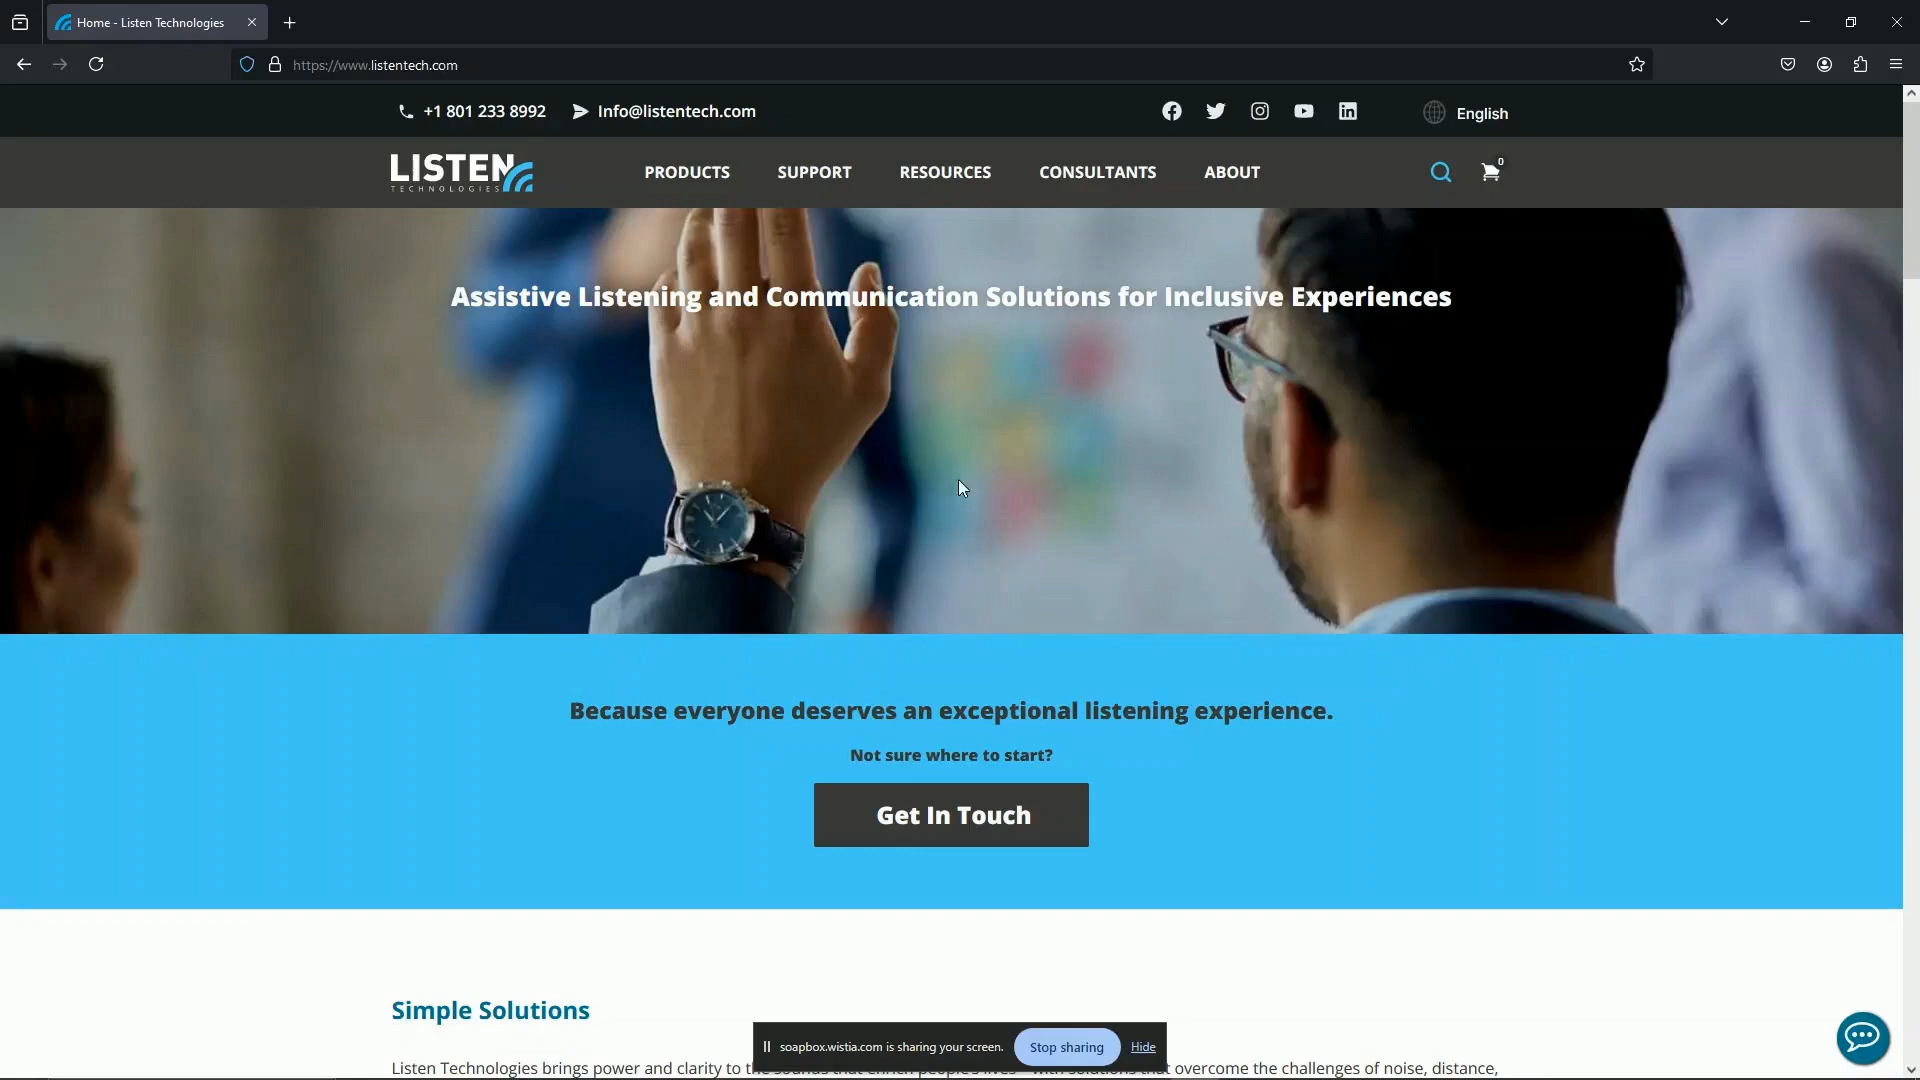 Home - Listen Technologies
https://www.listentech.com
+1 801 233 8992
Info@listentech.com
English
LISTEN
TECHNOLOGIES
PRODUCTS
SUPPORT
RESOURCES
CONSULTANTS
ABOUT
0
Assistive Listening and Communication Solutions for Inclusive Experiences
Because everyone deserves an exceptional listening experience.
Not sure where to start?
Get In Touch
Simple Solutions
Listen Technologies brings power and clarity to the sounds that enrich people's lives — with solutions that overcome the challenges of noise, distance,
soapbox.wistia.com is sharing your screen.
Stop sharing
Hide